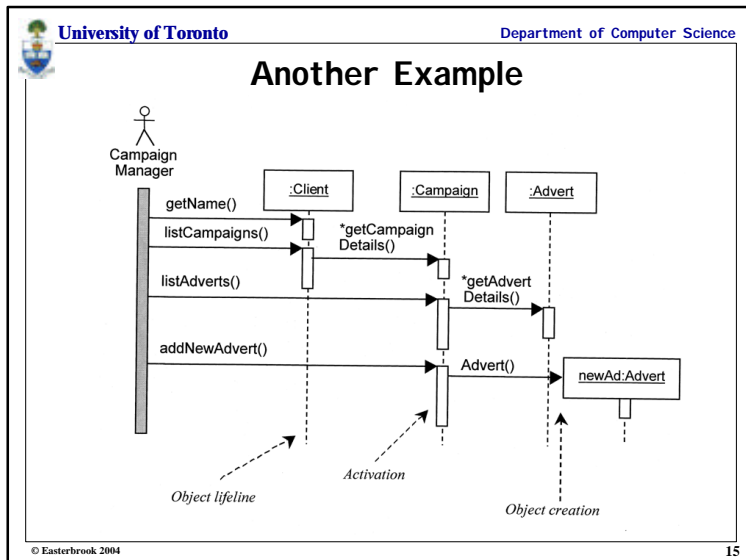 University of Toronto
Department of Computer Science
Another Example
Campaign
Manager
:Client
:Campaign
:Advert
getName()
listCampaigns()
*getCampaign
Details()
listAdverts()
*getAdvert
Details()
addNewAdvert()
Advert()
newAd:Advert
Object lifeline
Activation
Object creation
© Easterbrook 2004
15